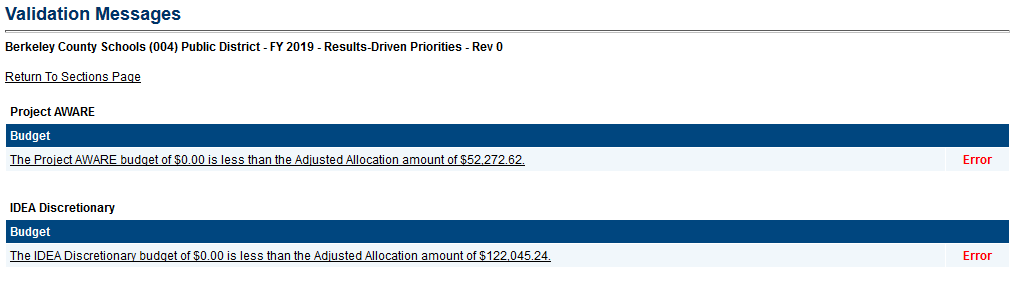 Validation Messages
Berkeley County Schools (004) Public District - FY 2019 - Results-Driven Priorities - Rev 0
Return To Sections Page
Project AWARE
Budget
The Project AWARE budget of $0.00 is less than the Adjusted Allocation amount of $52,272.62. Error
IDEA Discretionary
Budget
The IDEA Discretionary budget of $0.00 is less than the Adjusted Allocation amount of $122,045.24. Error